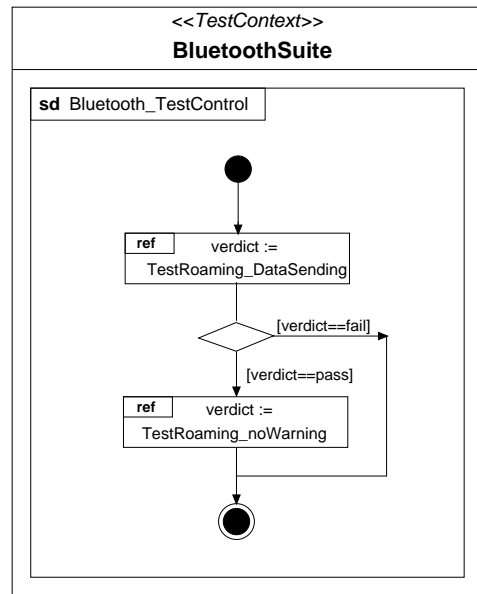 <<TestContext>>
BluetoothSuite
sd Bluetooth_TestControl
ref verdict :=
TestRoaming_DataSending
[verdict==fail]
[verdict==pass]
ref verdict :=
TestRoaming_noWarning